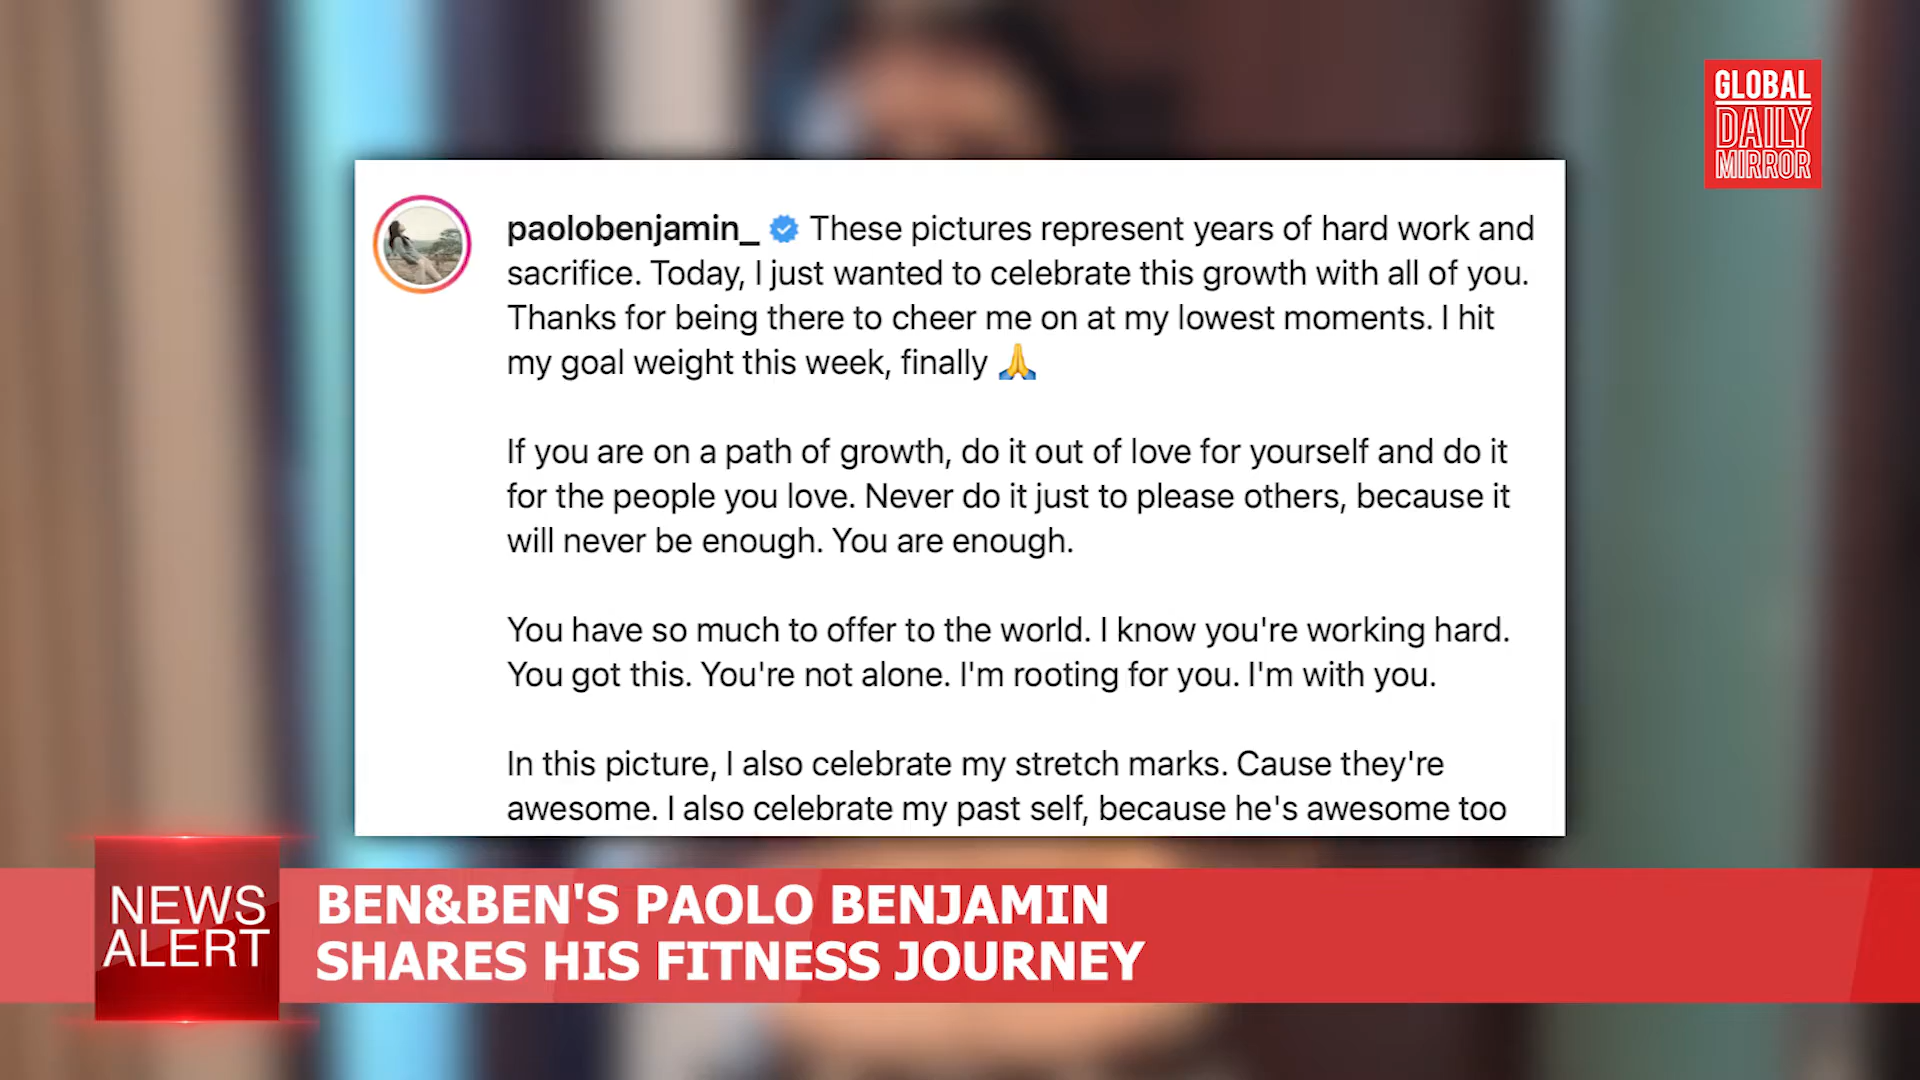 GLOBAL
DAILY
MIRROR
paolobenjamin_ These pictures represent years of hard work and
sacrifice. Today, I just wanted to celebrate this growth with all of you.
Thanks for being there to cheer me on at my lowest moments. I hit
my goal weight this week, finally 🙏
If you are on a path of growth, do it out of love for yourself and do it
for the people you love. Never do it just to please others, because it
will never be enough. You are enough.
You have so much to offer to the world. I know you're working hard.
You got this. You're not alone. I'm rooting for you. I'm with you.
In this picture, I also celebrate my stretch marks. Cause they're
awesome. I also celebrate my past self, because he's awesome too
NEWS
ALERT
BEN&BEN'S PAOLO BENJAMIN
SHARES HIS FITNESS JOURNEY